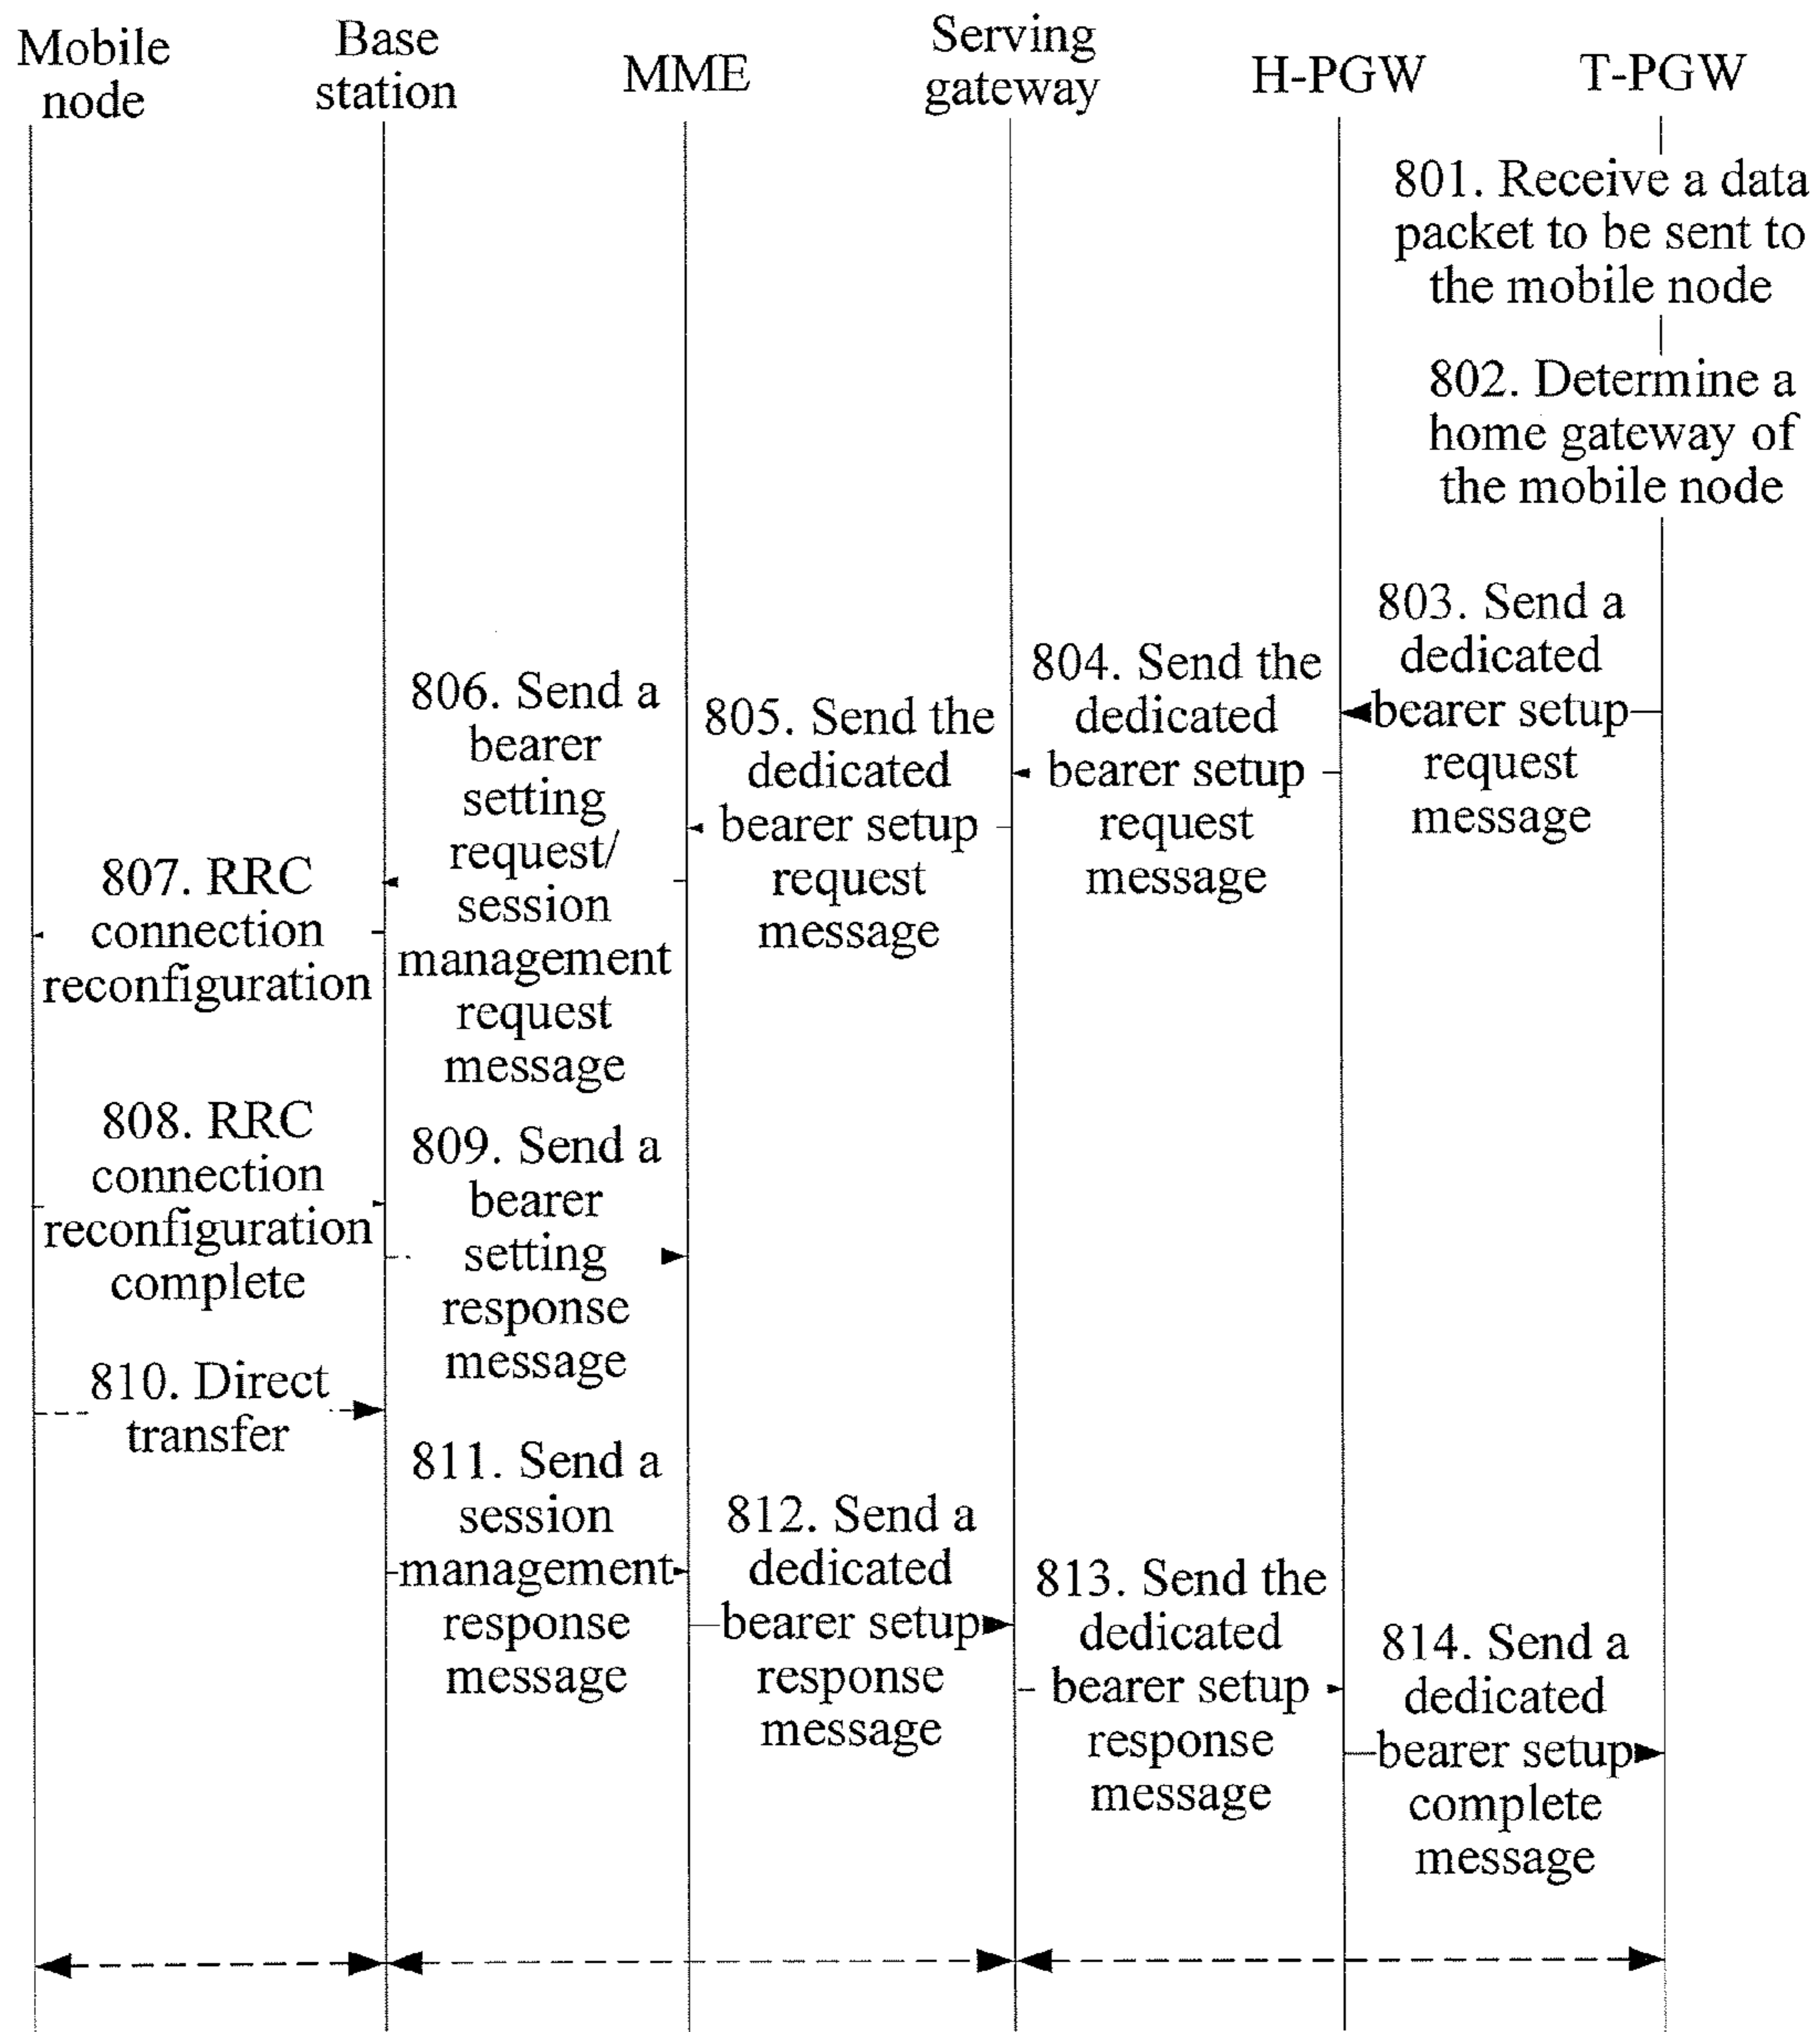 Mobile
node
Base
station
MME
Serving
gateway
H-PGW
T-PGW
801. Receive a data
packet to be sent to
the mobile node
802. Determine a
home gateway of
the mobile node
803. Send a
dedicated
bearer setup
request
message
804. Send the
dedicated
bearer setup
request
message
805. Send the
dedicated
bearer setup
request
message
806. Send a
bearer
setting
request/
session
management
request
message
807. RRC
connection
reconfiguration
808. RRC
connection
reconfiguration
complete
809. Send a
bearer
setting
response
message
810. Direct
transfer
811. Send a
session
management
response
message
812. Send a
dedicated
bearer setup
response
message
813. Send the
dedicated
bearer setup
response
message
814. Send a
dedicated
bearer setup
complete
message